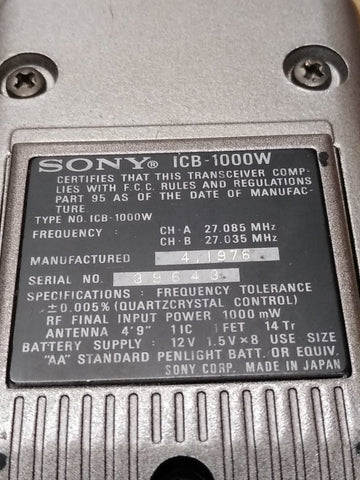 SONY® ICB-1000W
CERTIFIES THAT THIS TRANSCEIVER COMP-
LIES WITH F.C.C. RULES AND REGULATIONS
PART 95 AS OF THE DATE OF MANUFAC-
TURE
TYPE NO. ICB-1000W
FREQUENCY : CH·A 27.085 MHz
CH·B 27.035 MHz
MANUFACTURED 4, 1976
SERIAL NO. 39643
SPECIFICATIONS : FREQUENCY TOLERANCE
±0.005% (QUARTZCRYSTAL CONTROL)
RF FINAL INPUT POWER 1000 mW
ANTENNA 4'9" 1IC 1FET 14 Tr
BATTERY SUPPLY : 12V 1.5V×8 USE SIZE
"AA" STANDARD PENLIGHT BATT. OR EQUIV.
SONY CORP. MADE IN JAPAN